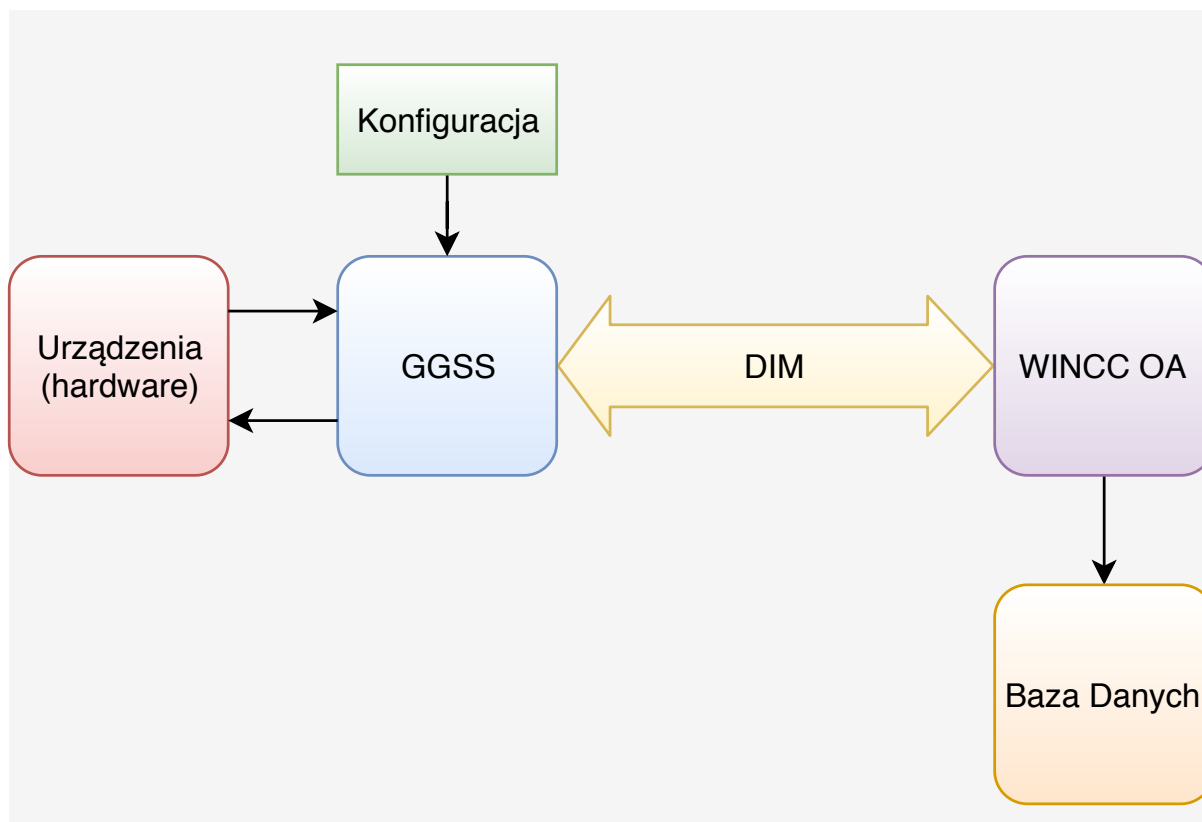 Konfiguracja
Urządzenia
(hardware)
GGSS
DIM
WINCC OA
Baza Danych